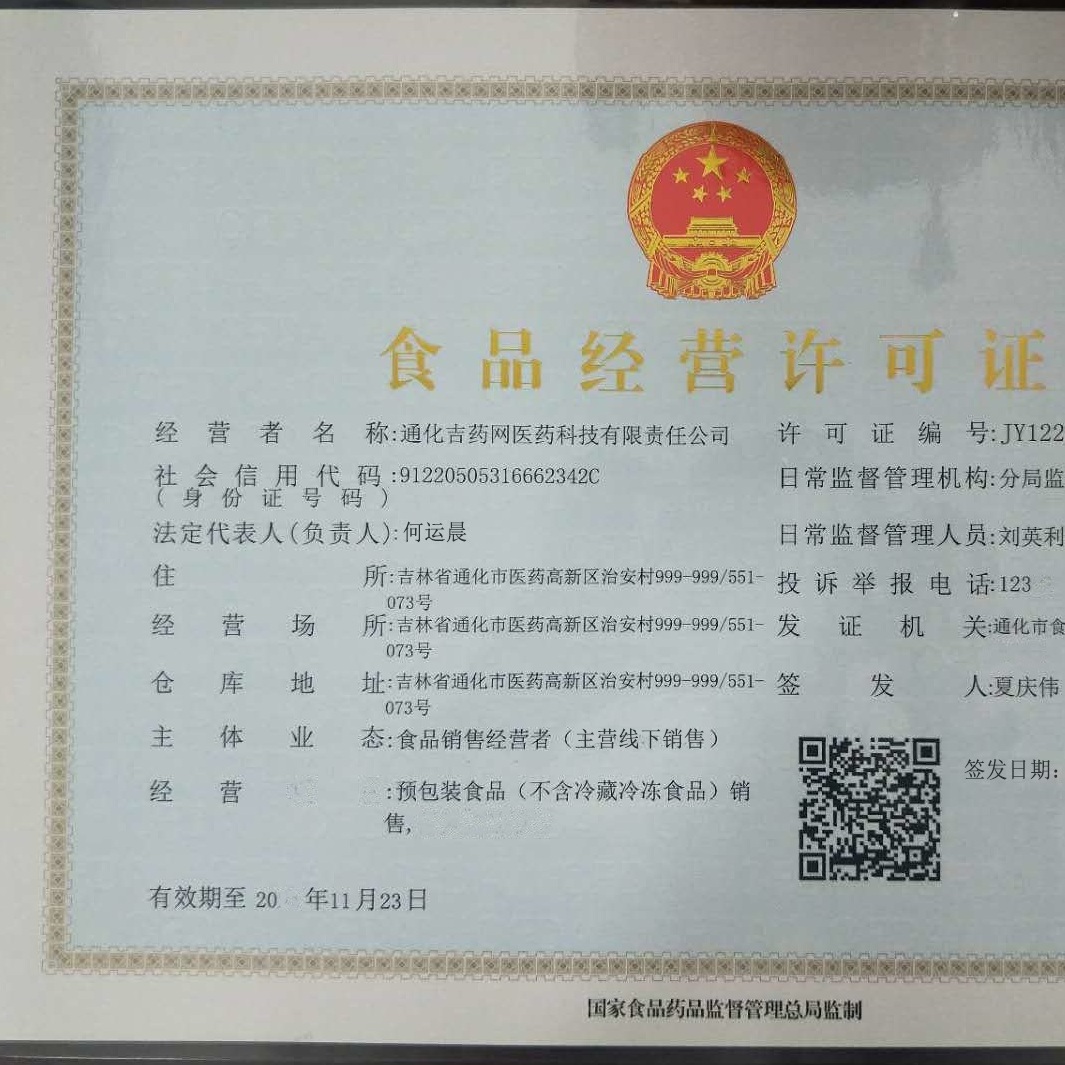 食品经营许可证
经营者名称:通化吉药网医药科技有限责任公司
社会信用代码:91220505316662342C
(身份证号码)
法定代表人(负责人):何运晨
住所:吉林省通化市医药高新区治安村999-999/551-
073号
经营场所:吉林省通化市医药高新区治安村999-999/551-
073号
仓库地址:吉林省通化市医药高新区治安村999-999/551-
073号
主体业态:食品销售经营者（主营线下销售）
经营:预包装食品（不含冷藏冷冻食品）销
售,
有效期至20 年11月23日
许可证编号:JY122
日常监督管理机构:分局监
日常监督管理人员:刘英利
投诉举报电话:123
发证机关:通化市食
签发人:夏庆伟
签发日期:
国家食品药品监督管理总局监制